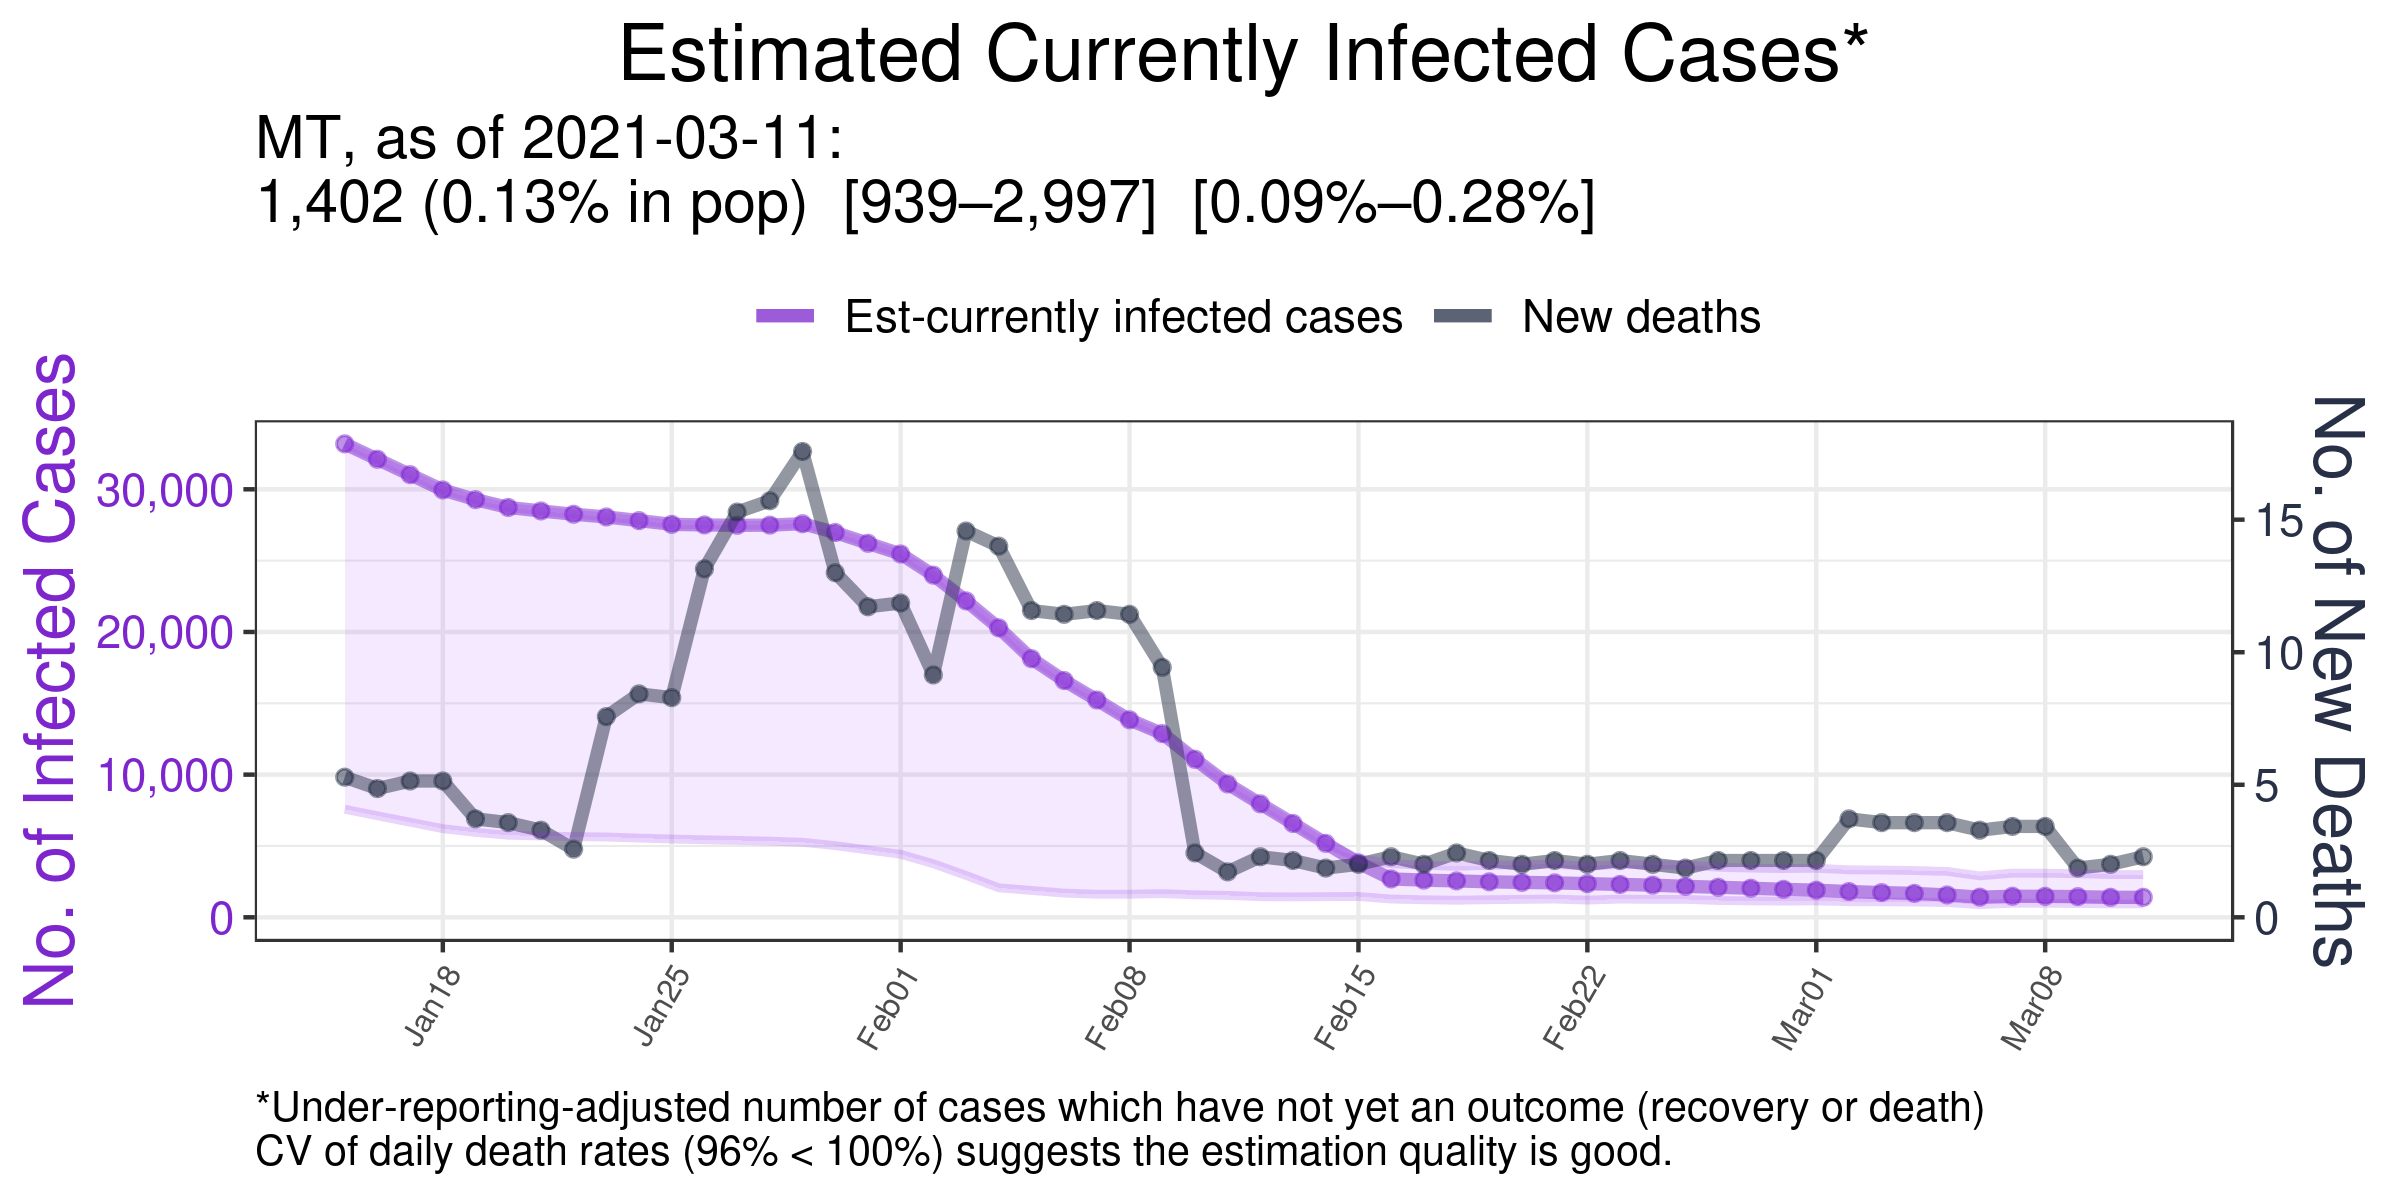 Estimated Currently Infected Cases*
MT, as of 2021-03-11:
1,402 (0.13% in pop)  [939–2,997]  [0.09%–0.28%]
Est-currently infected cases
New deaths
No. of Infected Cases
30,000
20,000
10,000
0
15
10
5
0
No. of New Deaths
Jan18
Jan25
Feb01
Feb08
Feb15
Feb22
Mar01
Mar08
*Under-reporting-adjusted number of cases which have not yet an outcome (recovery or death)
CV of daily death rates (96% < 100%) suggests the estimation quality is good.